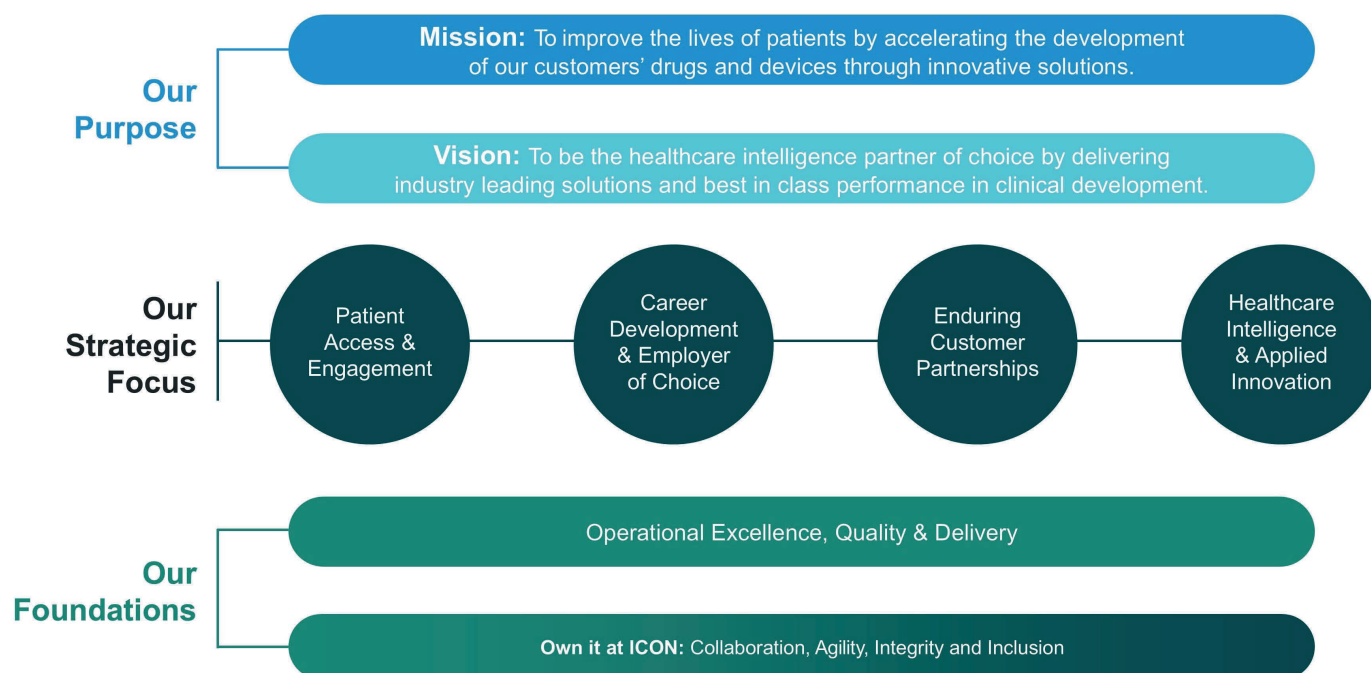 Our
Purpose
Mission: To improve the lives of patients by accelerating the development
of our customers’ drugs and devices through innovative solutions.
Vision: To be the healthcare intelligence partner of choice by delivering
industry leading solutions and best in class performance in clinical development.
Our
Strategic
Focus
Patient
Access &
Engagement
Career
Development
& Employer
of Choice
Enduring
Customer
Partnerships
Healthcare
Intelligence
& Applied
Innovation
Our
Foundations
Operational Excellence, Quality & Delivery
Own it at ICON: Collaboration, Agility, Integrity and Inclusion